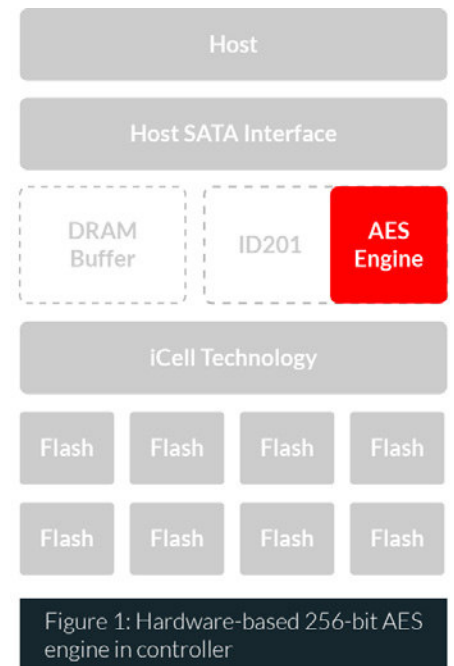 Host
Host SATA Interface
DRAM
Buffer
ID201
AES
Engine
iCell Technology
Flash Flash Flash Flash
Flash Flash Flash Flash
Figure 1: Hardware-based 256-bit AES
engine in controller